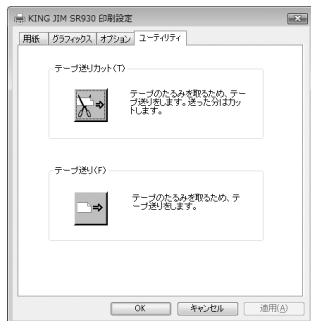 KING JIM SR930 印刷設定
用紙 グラフィックス オプション ユーティリティ
テープ送りカット(T)
テープのたるみを取るため、テー
プ送りをします。送った分はカッ
トします。
テープ送り(F)
テープのたるみを取るため、テ
ープ送りをします。
OK キャンセル 適用(A)